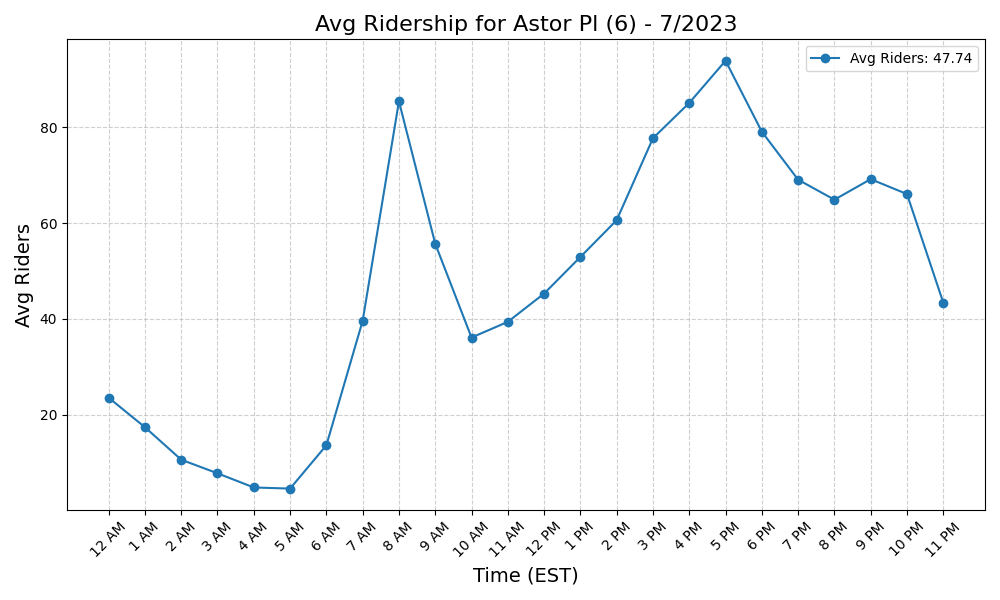 Avg Ridership for Astor Pl (6) - 7/2023
Avg Riders: 47.74
Avg Riders
80
60
40
20
12 AM
1 AM
2 AM
3 AM
4 AM
5 AM
6 AM
7 AM
8 AM
9 AM
10 AM
11 AM
12 PM
1 PM
2 PM
3 PM
4 PM
5 PM
6 PM
7 PM
8 PM
9 PM
10 PM
11 PM
Time (EST)